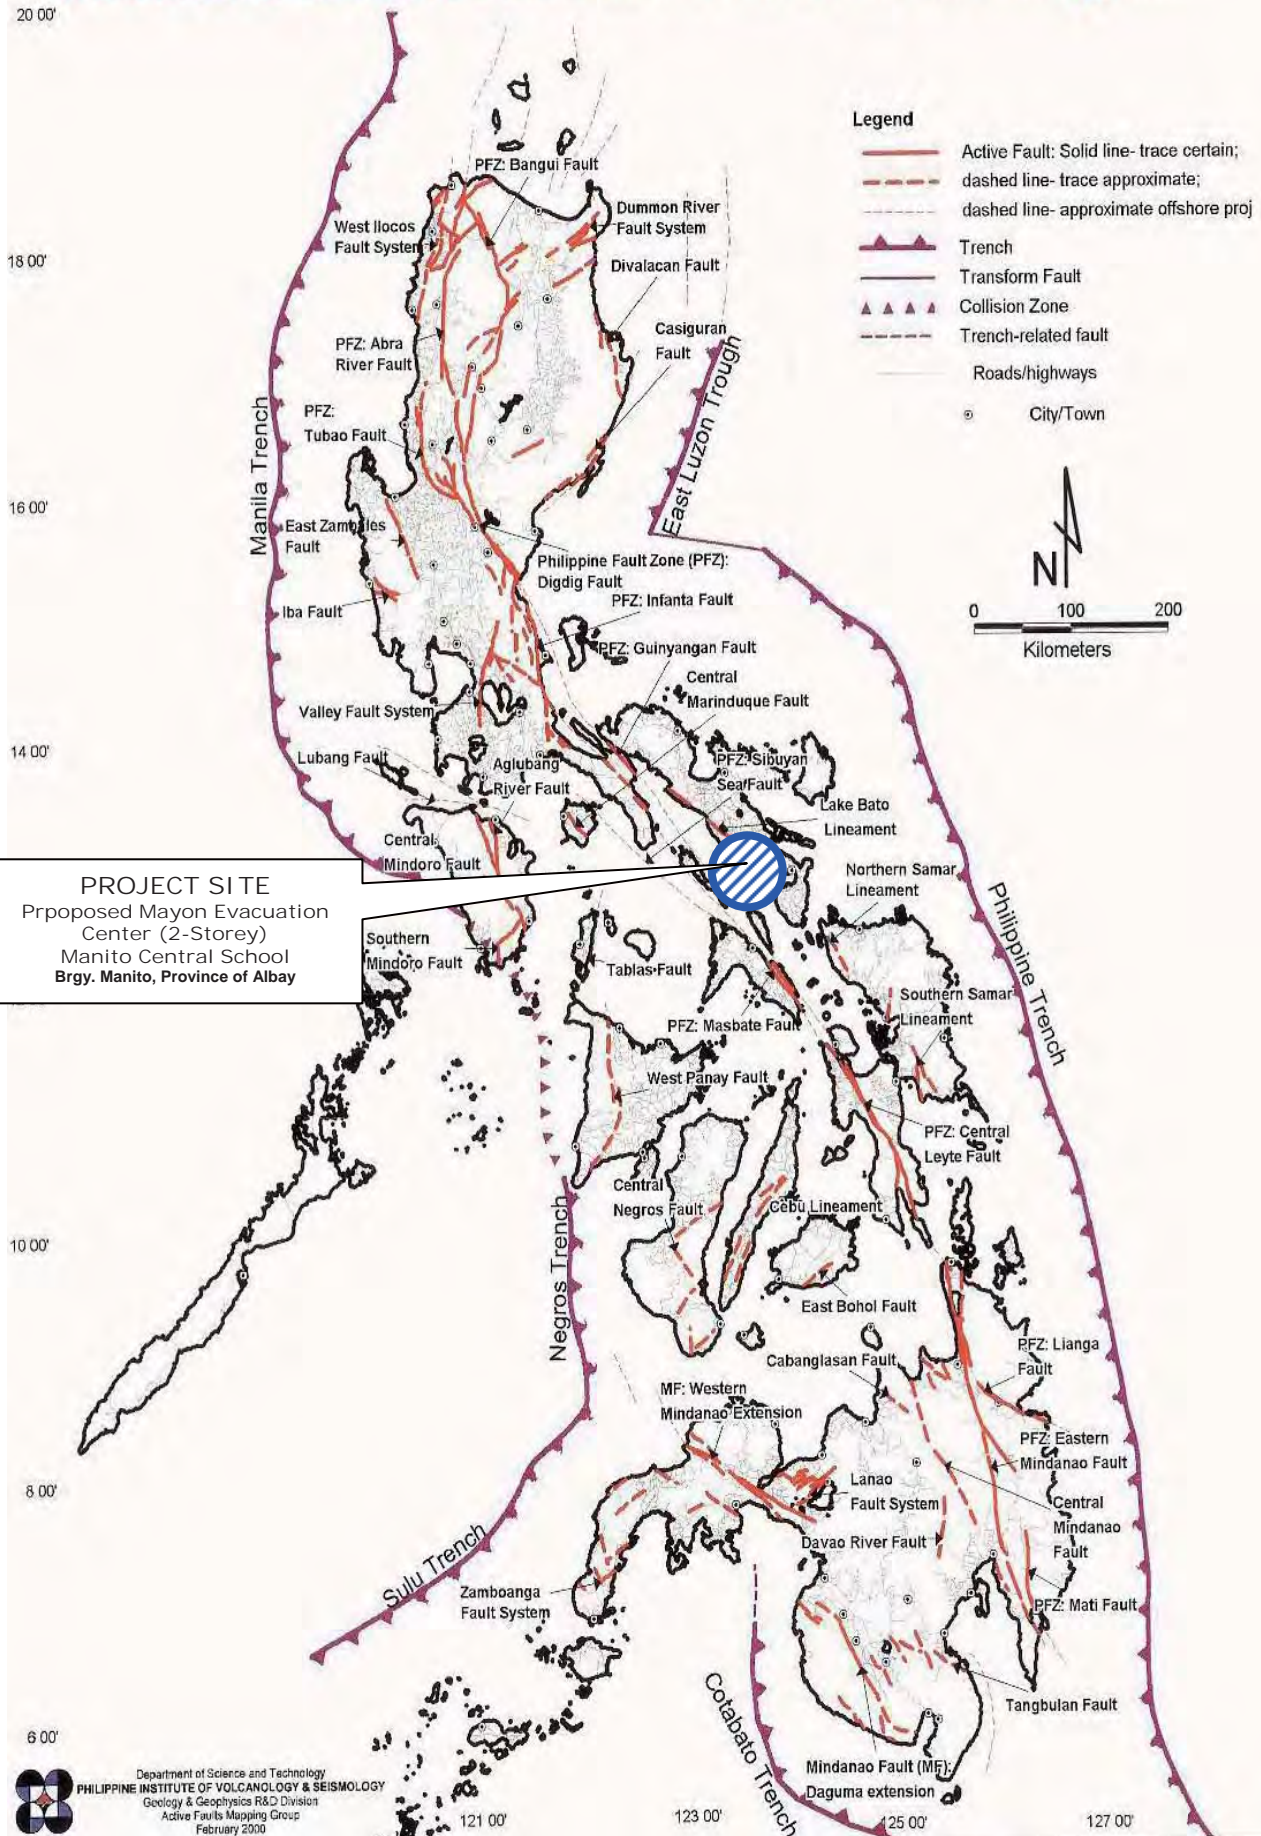 20 00'
Legend
Active Fault: Solid line- trace certain;
dashed line- trace approximate;
dashed line- approximate offshore proj
Trench
Transform Fault
Collision Zone
Trench-related fault
Roads/highways
City/Town
PFZ: Bangui Fault
West Ilocos
Fault System
Dummon River
Fault System
18 00'
Divalacan Fault
Casiguran
Fault
PFZ: Abra
River Fault
East Luzon Trough
PFZ:
Tubao Fault
Manila Trench
16 00'
East Zambales
Fault
N
Philippine Fault Zone (PFZ):
Digdig Fault
Iba Fault
PFZ: Infanta Fault
0 100 200
Kilometers
PFZ: Guinyangan Fault
Central
Marinduque Fault
Valley Fault System
14 00'
Lubang Fault
Aglubang
River Fault
PFZ: Sibuyan
Sea Fault
Lake Bato
Lineament
Central
Mindoro Fault
Northern Samar
Lineament
PROJECT SITE
Prpoposed Mayon Evacuation
Center (2-Storey)
Manito Central School
Brgy. Manito, Province of Albay
Philippine Trench
Southern
Mindoro Fault
Tablas Fault
Southern Samar
Lineament
PFZ: Masbate Fault
West Panay Fault
PFZ: Central
Leyte Fault
Central
Negros Fault
Cebu Lineament
10 00'
Negros Trench
East Bohol Fault
Cabanglasan Fault
PFZ: Lianga
Fault
MF: Western
Mindanao Extension
PFZ: Eastern
Mindanao Fault
8 00'
Lanao
Fault System
Central
Mindanao
Fault
Davao River Fault
Sulu Trench
Zamboanga
Fault System
PFZ: Mati Fault
Tangbulan Fault
Cotabato Trench
6 00'
Mindanao Fault (MF):
Daguma extension
Department of Science and Technology
PHILIPPINE INSTITUTE OF VOLCANOLOGY & SEISMOLOGY
Geology & Geophysics R&D Division
Active Faults Mapping Group
February 2000
121 00'
123 00'
125 00'
127 00'